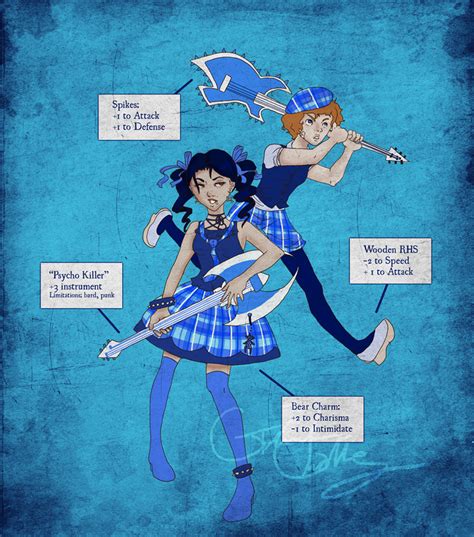 Spikes:
+1 to Attack
+1 to Defense
Wooden RHS
-2 to Speed
+1 to Attack
"Psycho Killer"
+3 instrument
Limitations: bard, punk
Bear Charm:
+2 to Charisma
-1 to Intimidate